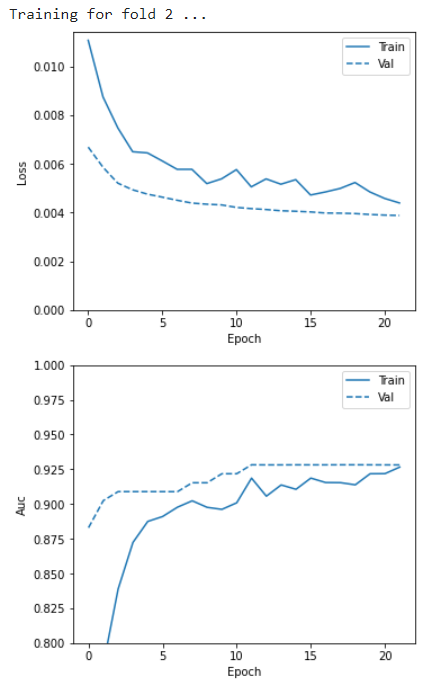 Training for fold 2 ...
Train
Val
0.010
0.008
0.006
0.004
0.002
0.000
Loss
0 5 10 15 20
Epoch
Train
Val
1.000
0.975
0.950
0.925
0.900
0.875
0.850
0.825
0.800
Auc
0 5 10 15 20
Epoch